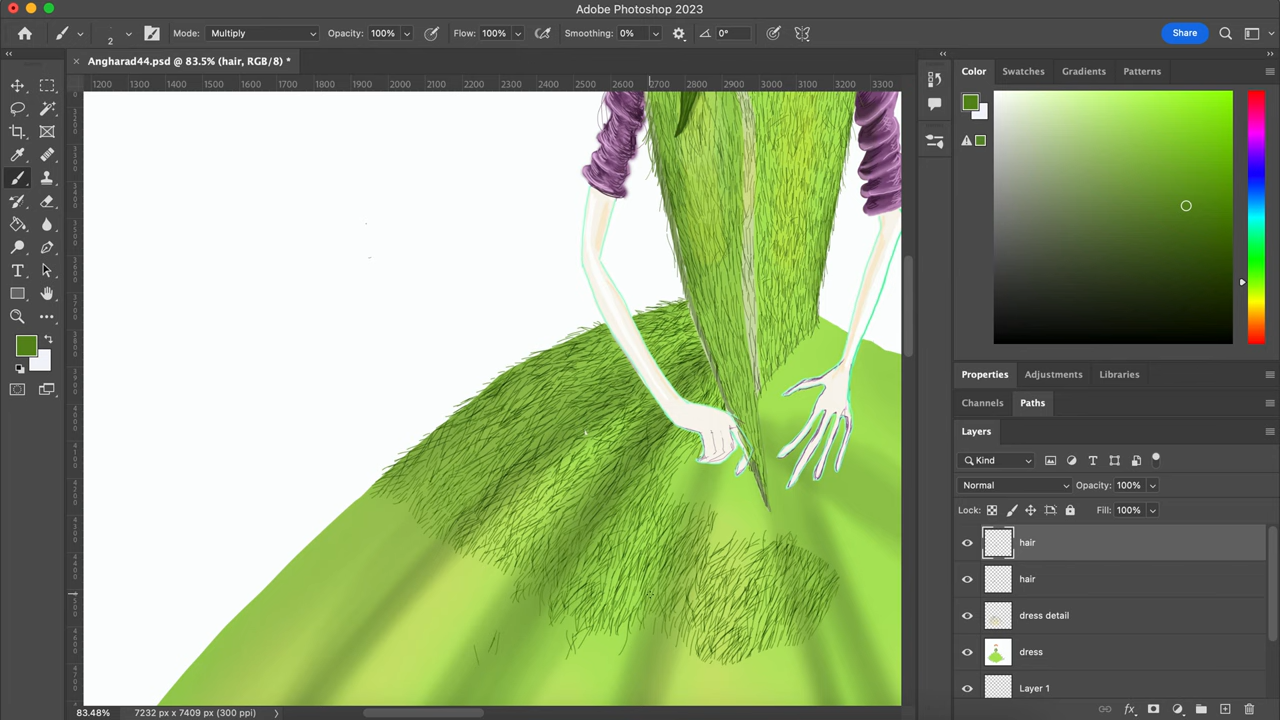 Adobe Photoshop 2023
2 Mode: Multiply Opacity: 100% Flow: 100% Smoothing: 0% 0° Share
Angharad44.psd @ 83.5% (hair, RGB/8) *
1200 1300 1400 1500 1600 1700 1800 1900 2000 2100 2200 2300 2400 2500 2600 2700 2800 2900 3000 3100 3200 3300
Color Swatches Gradients Patterns
Properties Adjustments Libraries
Channels Paths
Layers
Kind
Normal Opacity: 100%
Lock: Fill: 100%
hair
hair
dress detail
dress
Layer 1
83.48% 7232 px x 7409 px (300 ppi)